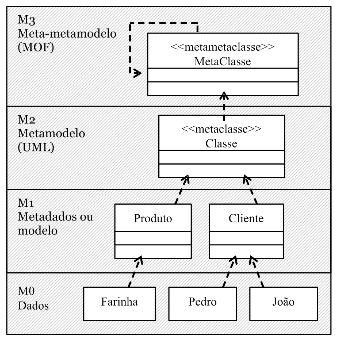 M3
Meta-metamodelo
(MOF)
<<metametaclasse>>
MetaClasse
M2
Metamodelo
(UML)
<<metaclasse>>
Classe
M1
Metadados ou
modelo
Produto
Cliente
M0
Dados
Farinha
Pedro
João